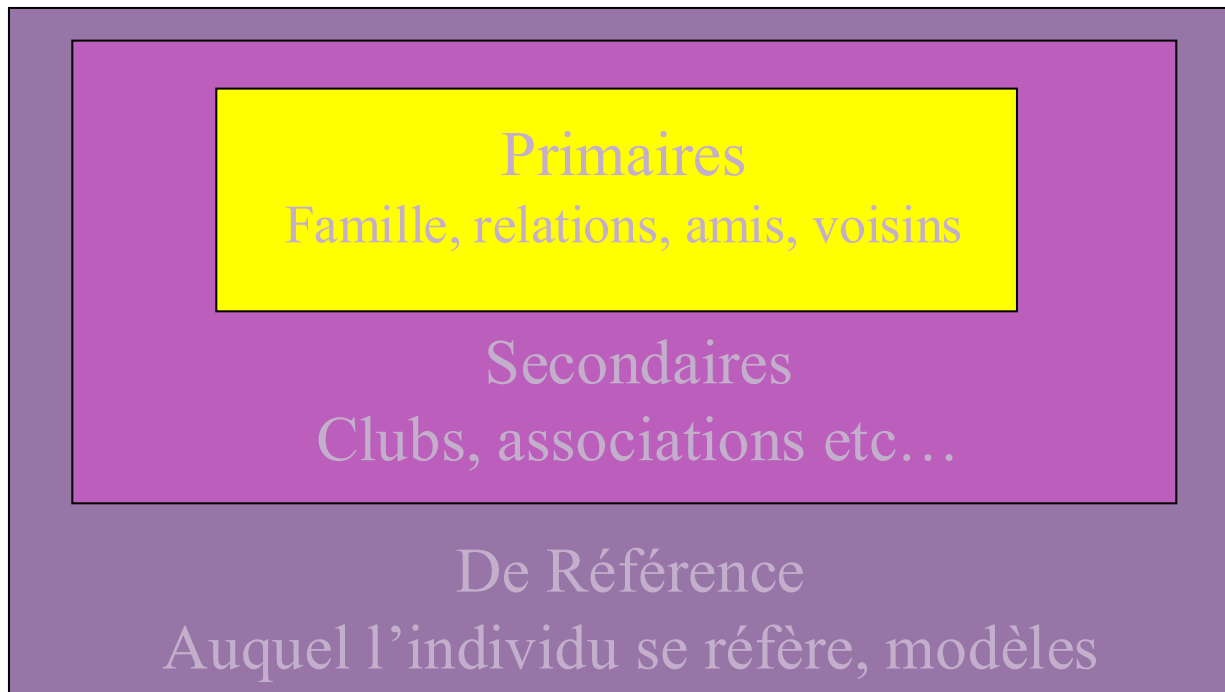 Primaires
Famille, relations, amis, voisins
Secondaires
Clubs, associations etc…
De Référence
Auquel l’individu se réfère, modèles